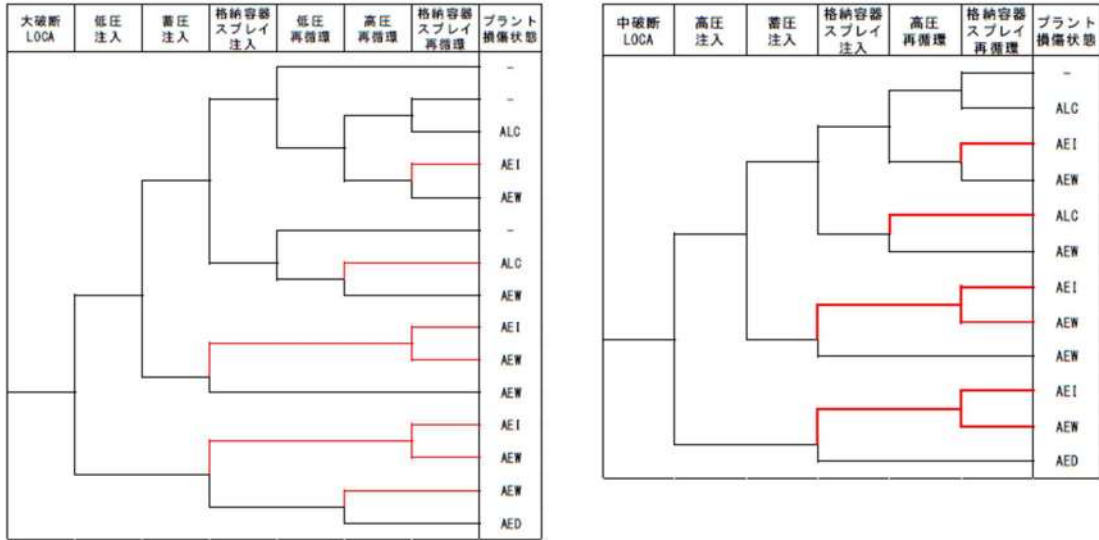 大破断 低圧 蓄圧 格納容器 低圧 高圧 格納容器 プラント
LOCA 注入 注入 スプレイ 再循環 再循環 スプレイ 損傷状態
注入 再循環
-
-
ALC
AEI
AEW
-
ALC
AEW
AEI
AEW
AEW
AEI
AEW
AEW
AED
中破断 高圧 蓄圧 格納容器 高圧 格納容器 プラント
LOCA 注入 注入 スプレイ 再循環 スプレイ 損傷状態
注入 再循環
-
ALC
AEI
AEW
ALC
AEW
AEI
AEW
AEW
AEI
AEW
AED